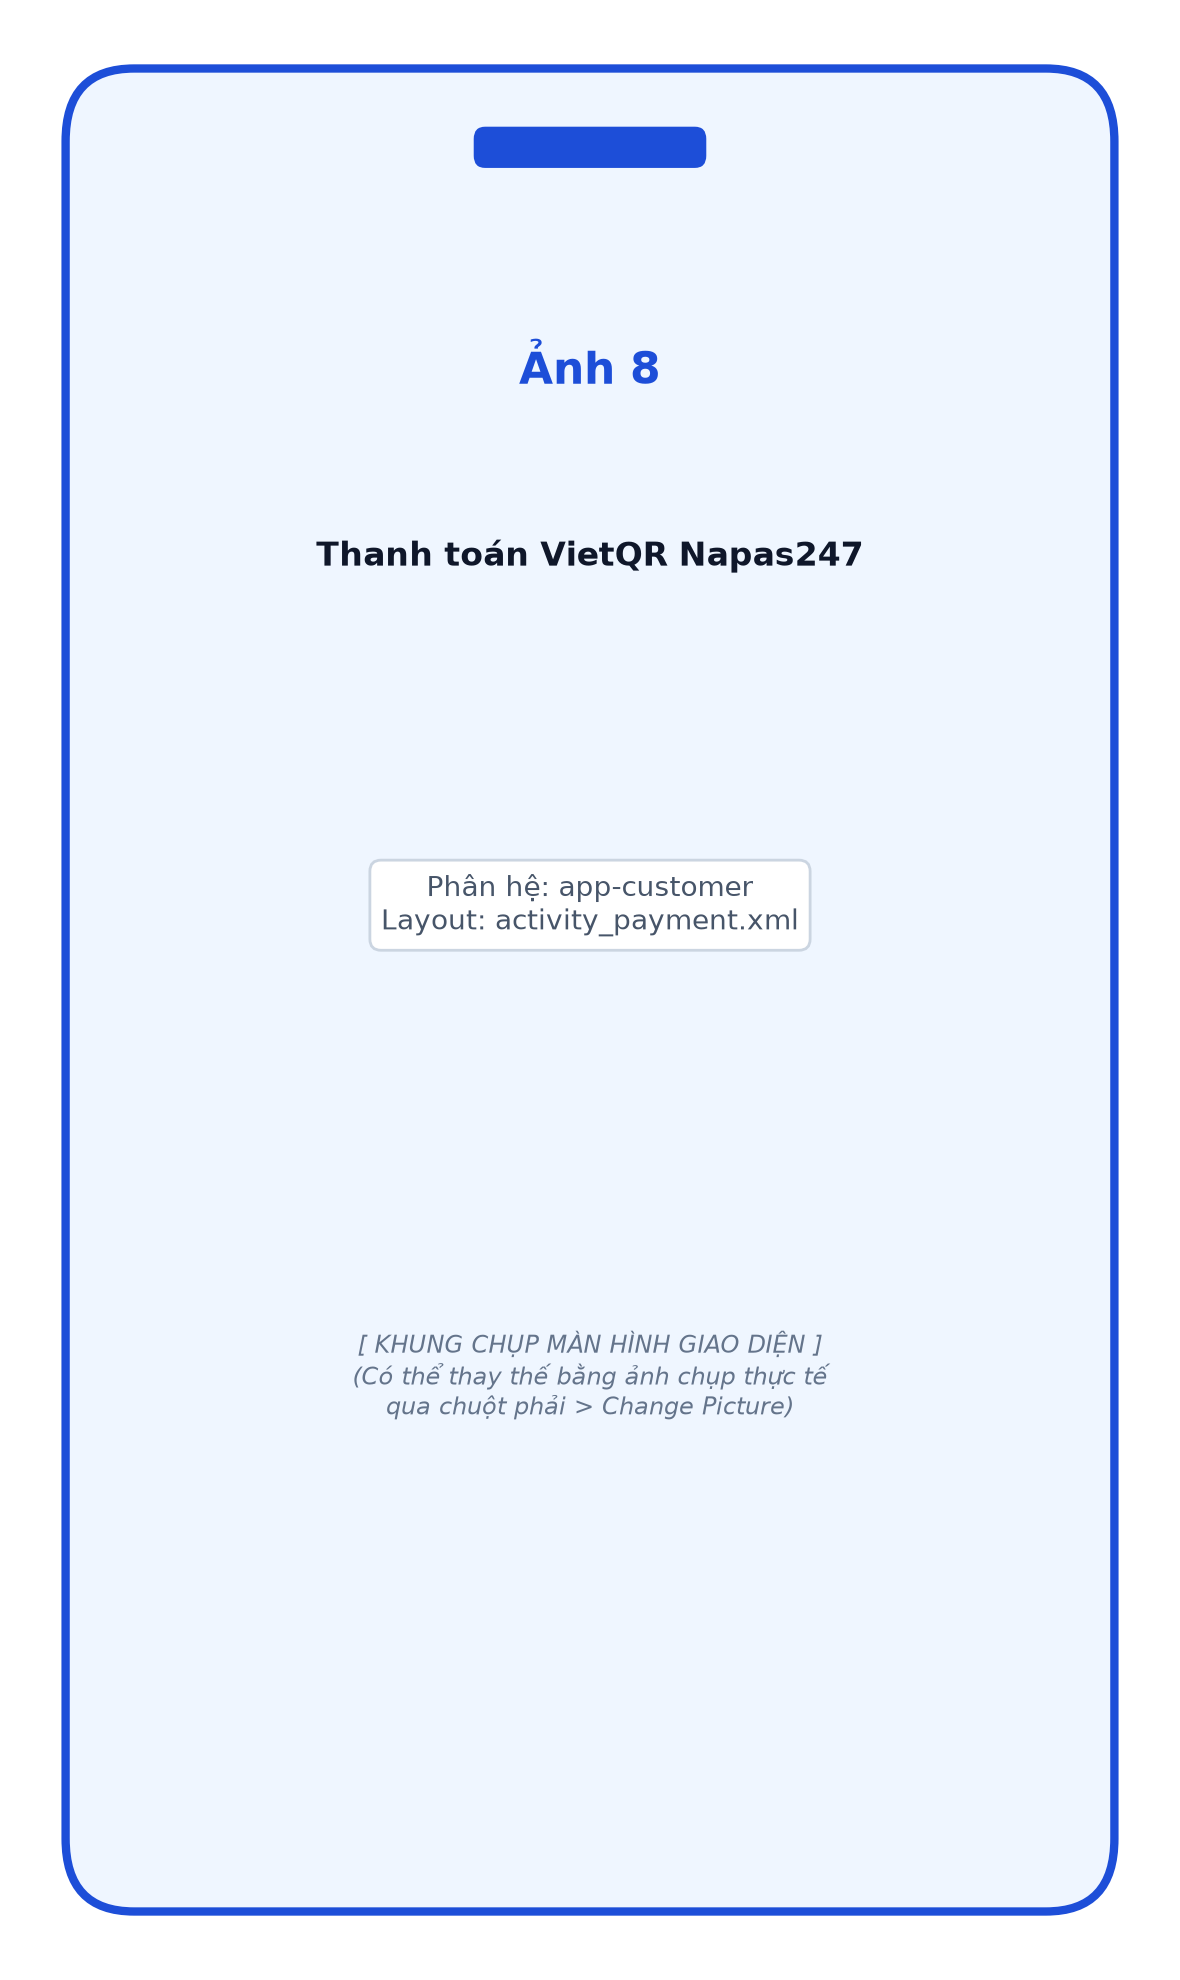 Ảnh 8
Thanh toán VietQR Napas247
Phân hệ: app-customer
Layout: activity_payment.xml
[ KHUNG CHỤP MÀN HÌNH GIAO DIỆN ]
(Có thể thay thế bằng ảnh chụp thực tế
qua chuột phải > Change Picture)